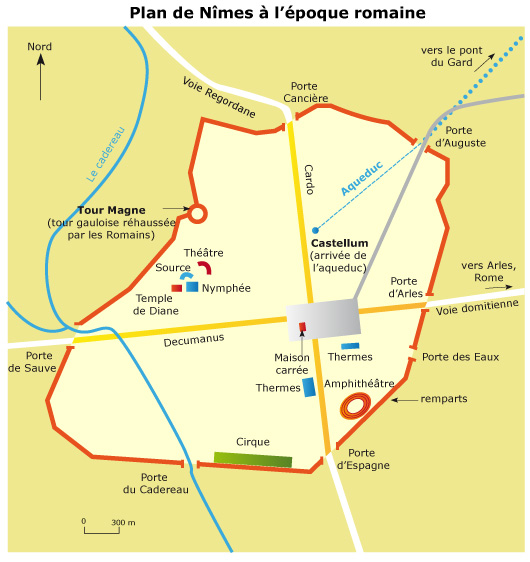 Plan de Nîmes à l'époque romaine
Nord
vers le pont
du Gard
Voie Regordane
Porte
Cancière
Porte
d'Auguste
Le cadereau
Cardo
Aqueduc
Tour Magne
(tour gauloise réhaussée
par les Romains)
Castellum
(arrivée de
l'aqueduc)
Théâtre
Source
Nymphée
Temple
de Diane
vers Arles,
Rome
Porte
d'Arles
Voie domitienne
Decumanus
Porte
de Sauve
Maison
carrée
Thermes
Porte des Eaux
Thermes
Amphithéâtre
remparts
Cirque
Porte
d'Espagne
Porte
du Cadereau
0 300 m